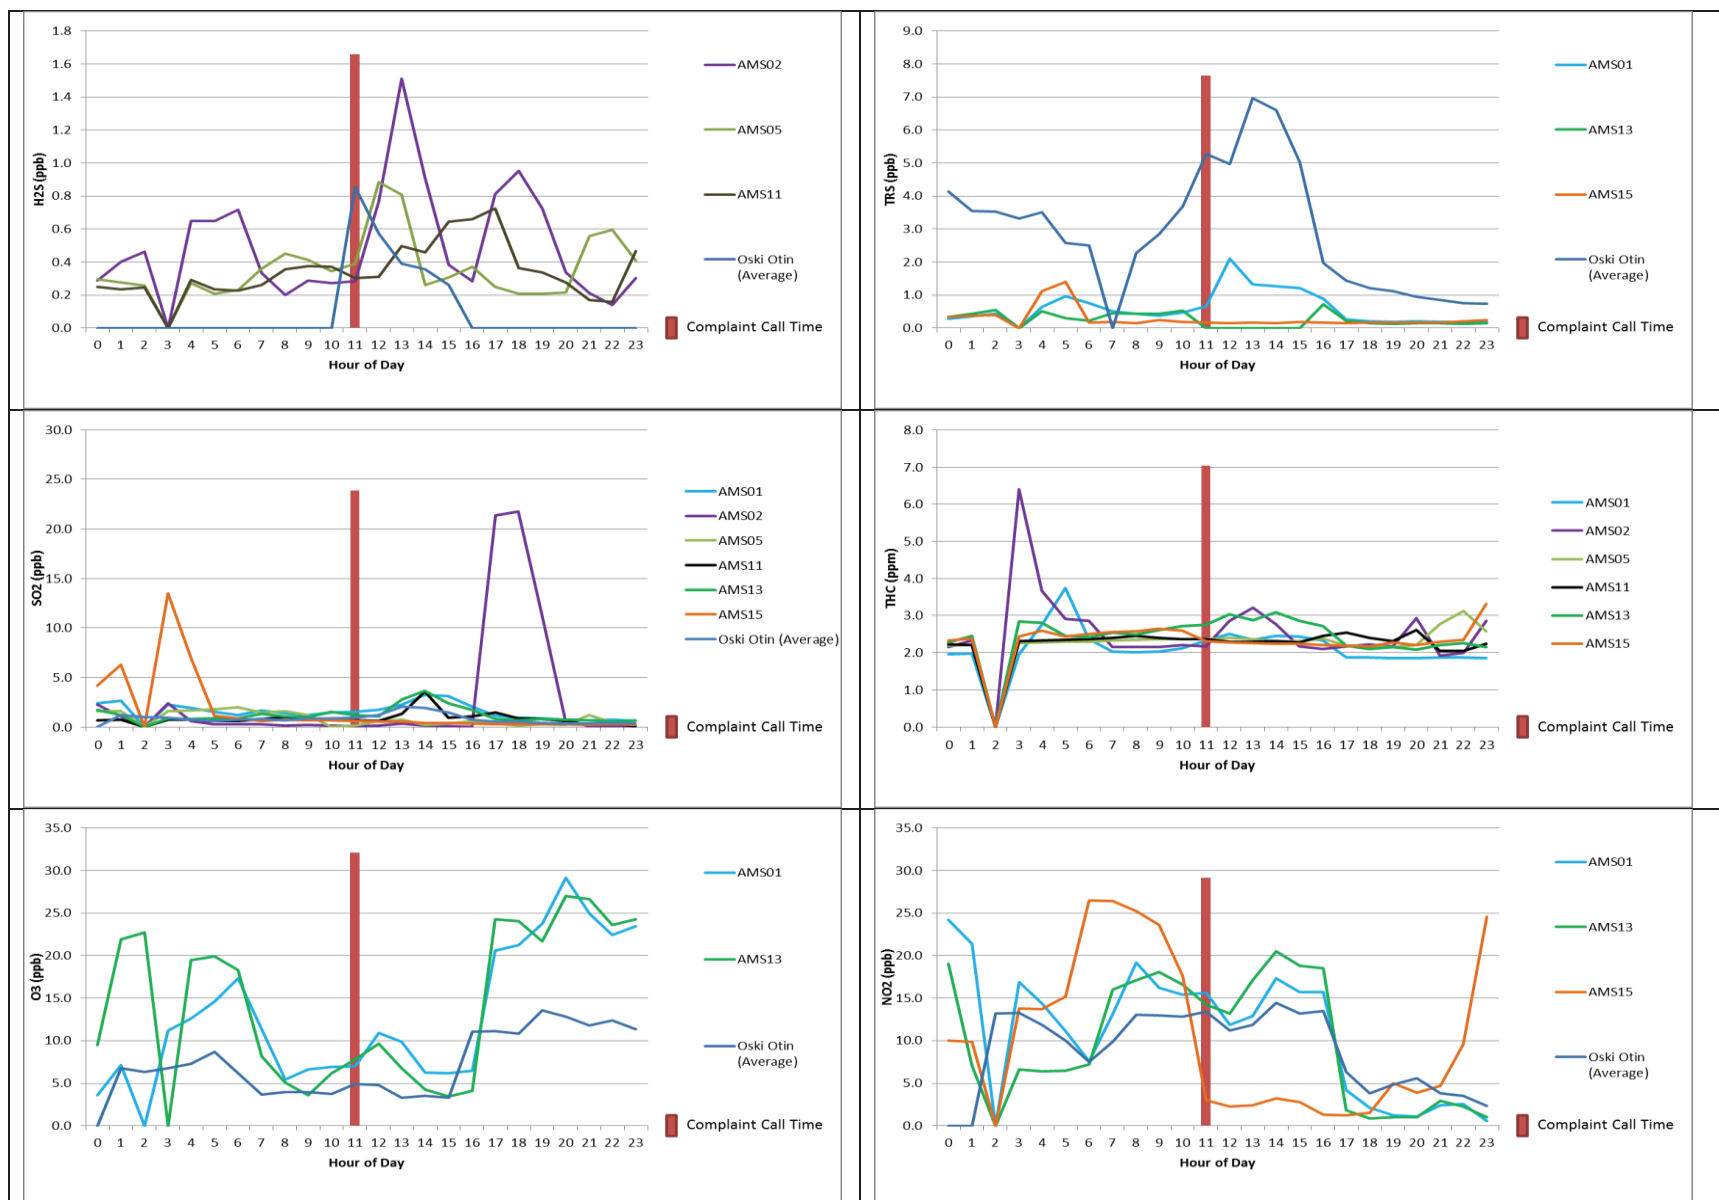 1.8
1.6
1.4
1.2
1.0
0.8
0.6
0.4
0.2
0.0
H2S (ppb)
0 1 2 3 4 5 6 7 8 9 10 11 12 13 14 15 16 17 18 19 20 21 22 23
Hour of Day
AMS02
AMS05
AMS11
Oski Otin
(Average)
Complaint Call Time
9.0
8.0
7.0
6.0
5.0
4.0
3.0
2.0
1.0
0.0
TRS (ppb)
0 1 2 3 4 5 6 7 8 9 10 11 12 13 14 15 16 17 18 19 20 21 22 23
Hour of Day
AMS01
AMS13
AMS15
Oski Otin
(Average)
Complaint Call Time
30.0
25.0
20.0
15.0
10.0
5.0
0.0
SO2 (ppb)
0 1 2 3 4 5 6 7 8 9 10 11 12 13 14 15 16 17 18 19 20 21 22 23
Hour of Day
AMS01
AMS02
AMS05
AMS11
AMS13
AMS15
Oski Otin (Average)
Complaint Call Time
8.0
7.0
6.0
5.0
4.0
3.0
2.0
1.0
0.0
THC (ppm)
0 1 2 3 4 5 6 7 8 9 10 11 12 13 14 15 16 17 18 19 20 21 22 23
Hour of Day
AMS01
AMS02
AMS05
AMS11
AMS13
AMS15
Complaint Call Time
35.0
30.0
25.0
20.0
15.0
10.0
5.0
0.0
O3 (ppb)
0 1 2 3 4 5 6 7 8 9 10 11 12 13 14 15 16 17 18 19 20 21 22 23
Hour of Day
AMS01
AMS13
Oski Otin
(Average)
Complaint Call Time
35.0
30.0
25.0
20.0
15.0
10.0
5.0
0.0
NO2 (ppb)
0 1 2 3 4 5 6 7 8 9 10 11 12 13 14 15 16 17 18 19 20 21 22 23
Hour of Day
AMS01
AMS13
AMS15
Oski Otin
(Average)
Complaint Call Time